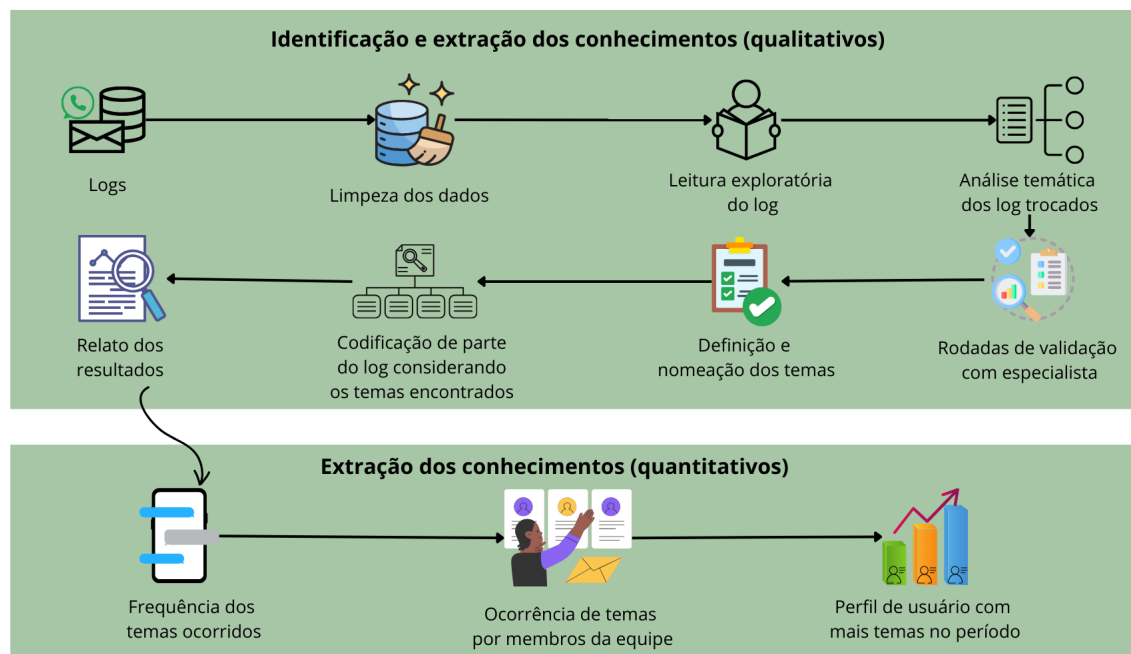 Identificação e extração dos conhecimentos (qualitativos)
Logs
Limpeza dos dados
Leitura exploratória
do log
Análise temática
dos log trocados
Rodadas de validação
com especialista
Definição e
nomeação dos temas
Codificação de parte
do log considerando
os temas encontrados
Relato dos
resultados
Extração dos conhecimentos (quantitativos)
Frequência dos
temas ocorridos
Ocorrência de temas
por membros da equipe
Perfil de usuário com
mais temas no período